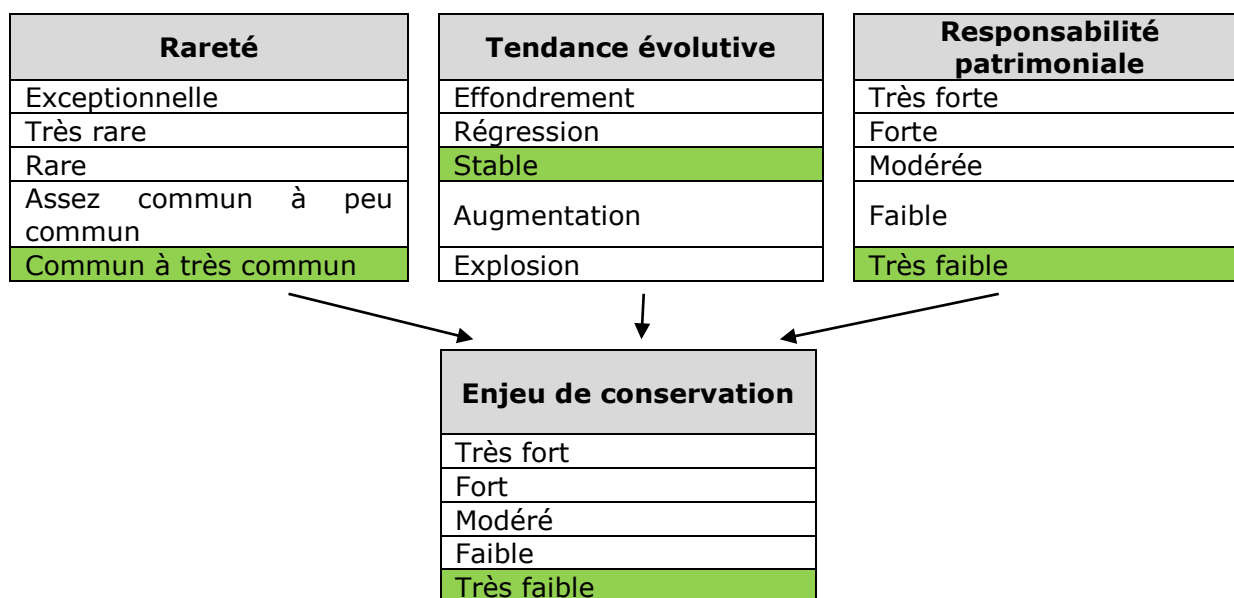 Rareté
Exceptionnelle
Très rare
Rare
Assez commun à peu
commun
Commun à très commun
Tendance évolutive
Effondrement
Régression
Stable
Augmentation
Explosion
Responsabilité
patrimoniale
Très forte
Forte
Modérée
Faible
Très faible
Enjeu de conservation
Très fort
Fort
Modéré
Faible
Très faible